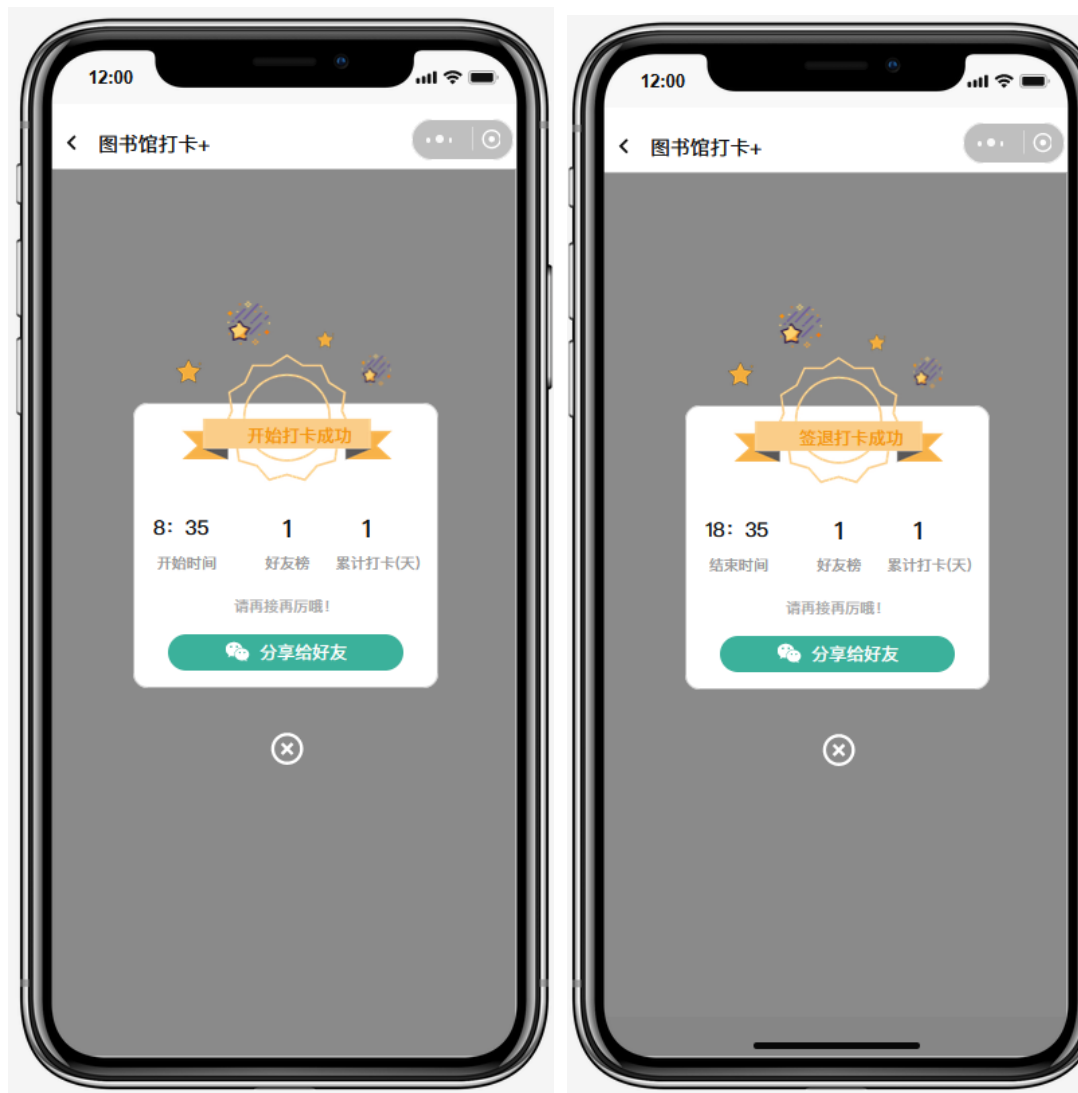 12:00
图书馆打卡+
开始打卡成功
8：35 1 1
开始时间 好友榜 累计打卡(天)
请再接再厉哦！
分享给好友
12:00
图书馆打卡+
签退打卡成功
18：35 1 1
结束时间 好友榜 累计打卡(天)
请再接再厉哦！
分享给好友